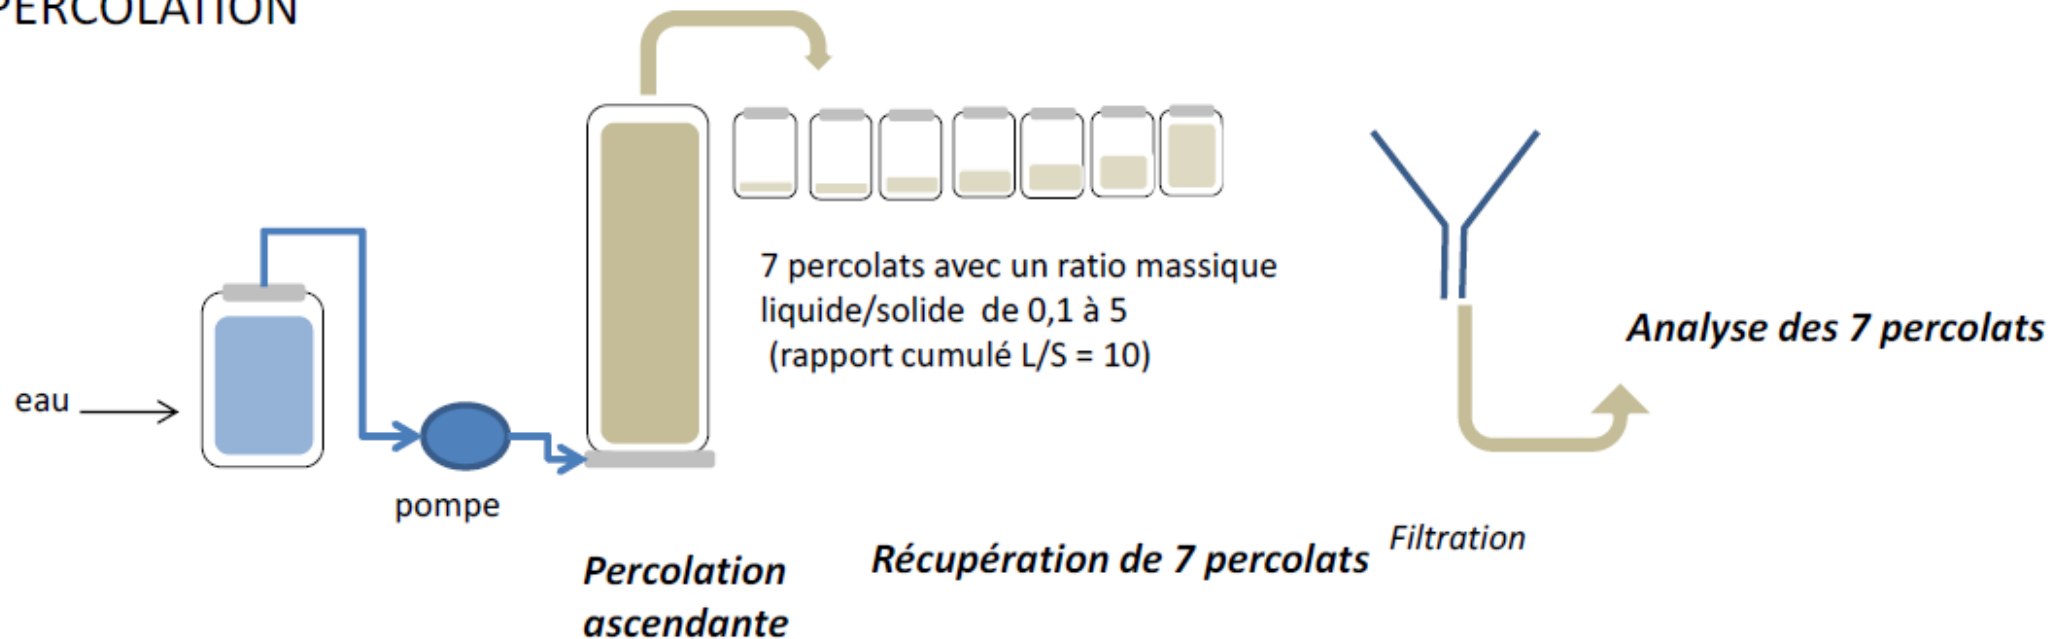 PERCOLATION
7 percolats avec un ratio massique
liquide/solide de 0,1 à 5
(rapport cumulé L/S = 10)
Analyse des 7 percolats
eau
pompe
Filtration
Récupération de 7 percolats
Percolation
ascendante